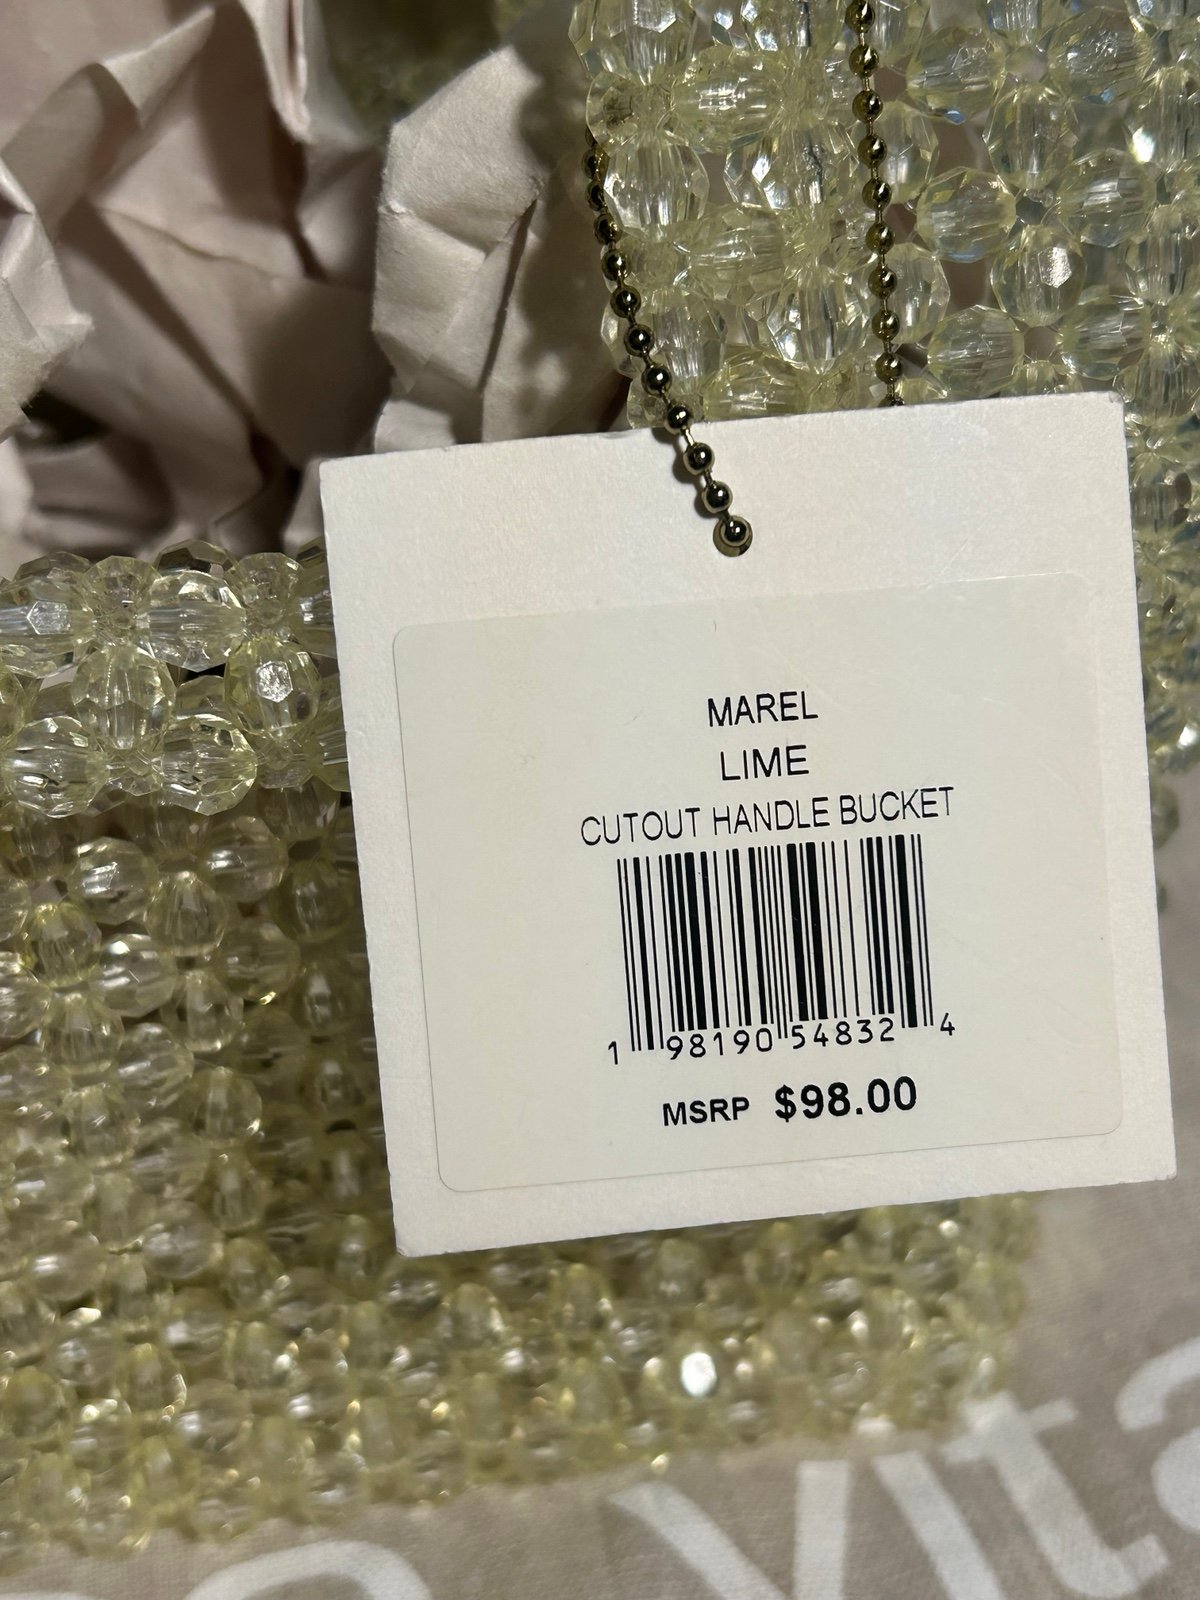 MAREL
LIME
CUTOUT HANDLE BUCKET
1 98190 54832 4
MSRP $98.00